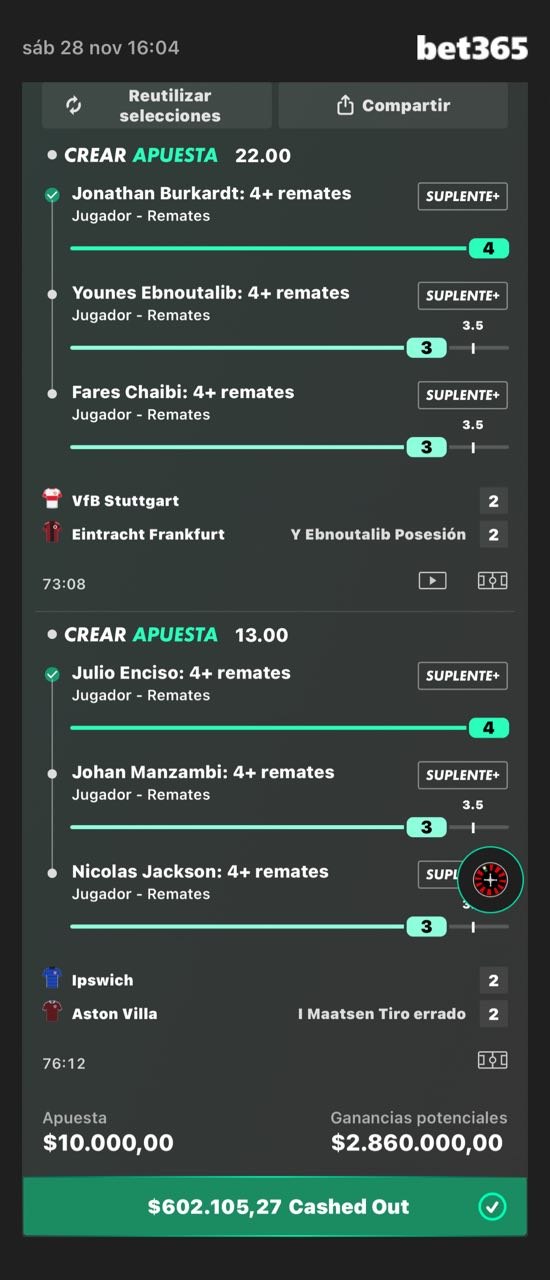 sáb 28 nov 16:04
bet365
Reutilizar
selecciones
Compartir
CREAR APUESTA 22.00
Jonathan Burkardt: 4+ remates
SUPLENTE+
Jugador - Remates
4
Younes Ebnoutalib: 4+ remates
SUPLENTE+
Jugador - Remates
3.5
3
Fares Chaibi: 4+ remates
SUPLENTE+
Jugador - Remates
3.5
3
VfB Stuttgart 2
Eintracht Frankfurt Y Ebnoutalib Posesión 2
73:08
CREAR APUESTA 13.00
Julio Enciso: 4+ remates
SUPLENTE+
Jugador - Remates
4
Johan Manzambi: 4+ remates
SUPLENTE+
Jugador - Remates
3.5
3
Nicolas Jackson: 4+ remates
Jugador - Remates
3
Ipswich 2
Aston Villa I Maatsen Tiro errado 2
76:12
Apuesta Ganancias potenciales
$10.000,00 $2.860.000,00
$602.105,27 Cashed Out